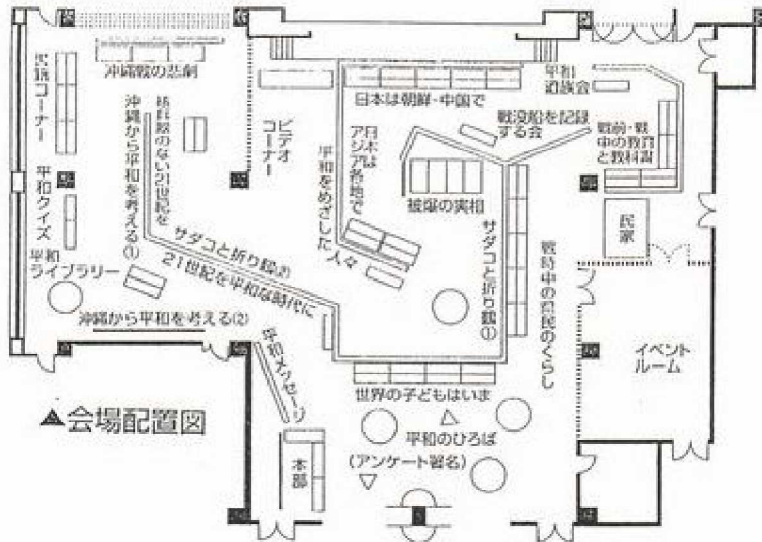 沖縄戦の悲劇
平和クイズ
平和
ライブラリー
沖縄から平和を考える①
核兵器のない21世紀を
サダコと折り鶴②
21世紀を平和な時代に
沖縄から平和を考える(2)
ビデオ
コーナー
平和をめざした人々
日本は朝鮮・中国で
日本は
アジア各地で
戦没船を記録
する会
被爆の実相
サダコと折り鶴①
平和
遺族会
戦前・戦
中の教育
と教科書
民家
戦時中の県民のくらし
イベント
ルーム
世界の子どもはいま
平和メッセージ
平和のひろば
(アンケート署名)
本部
▲会場配置図